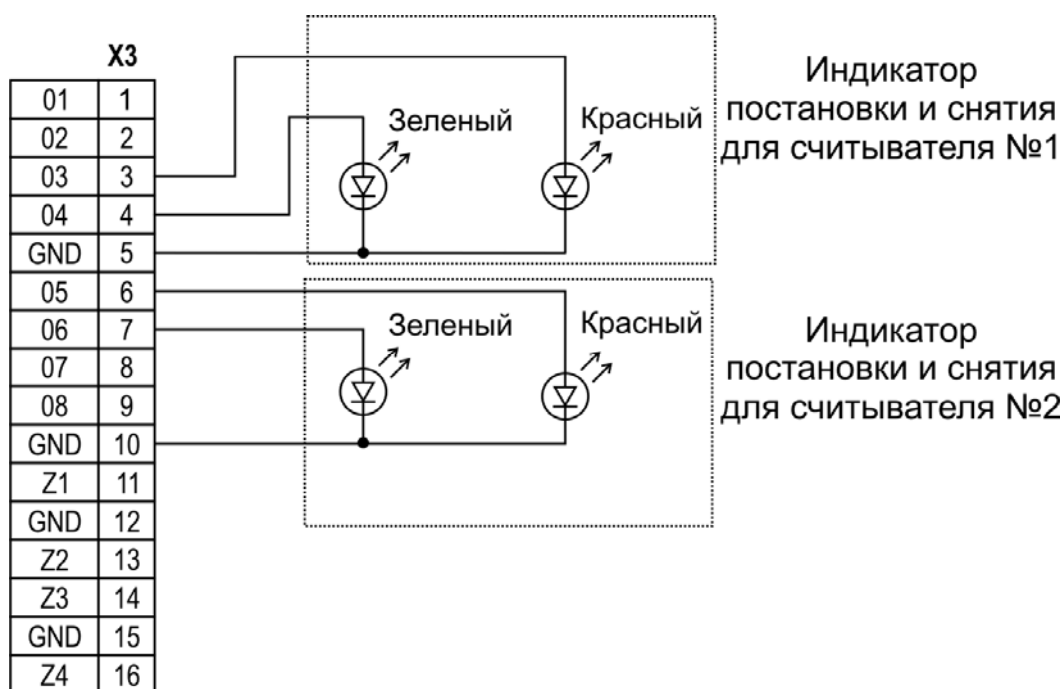 X3
01 1
02 2
03 3
04 4
GND 5
05 6
06 7
07 8
08 9
GND 10
Z1 11
GND 12
Z2 13
Z3 14
GND 15
Z4 16
Зеленый
Красный
Индикатор
постановки и снятия
для считывателя №1
Зеленый
Красный
Индикатор
постановки и снятия
для считывателя №2